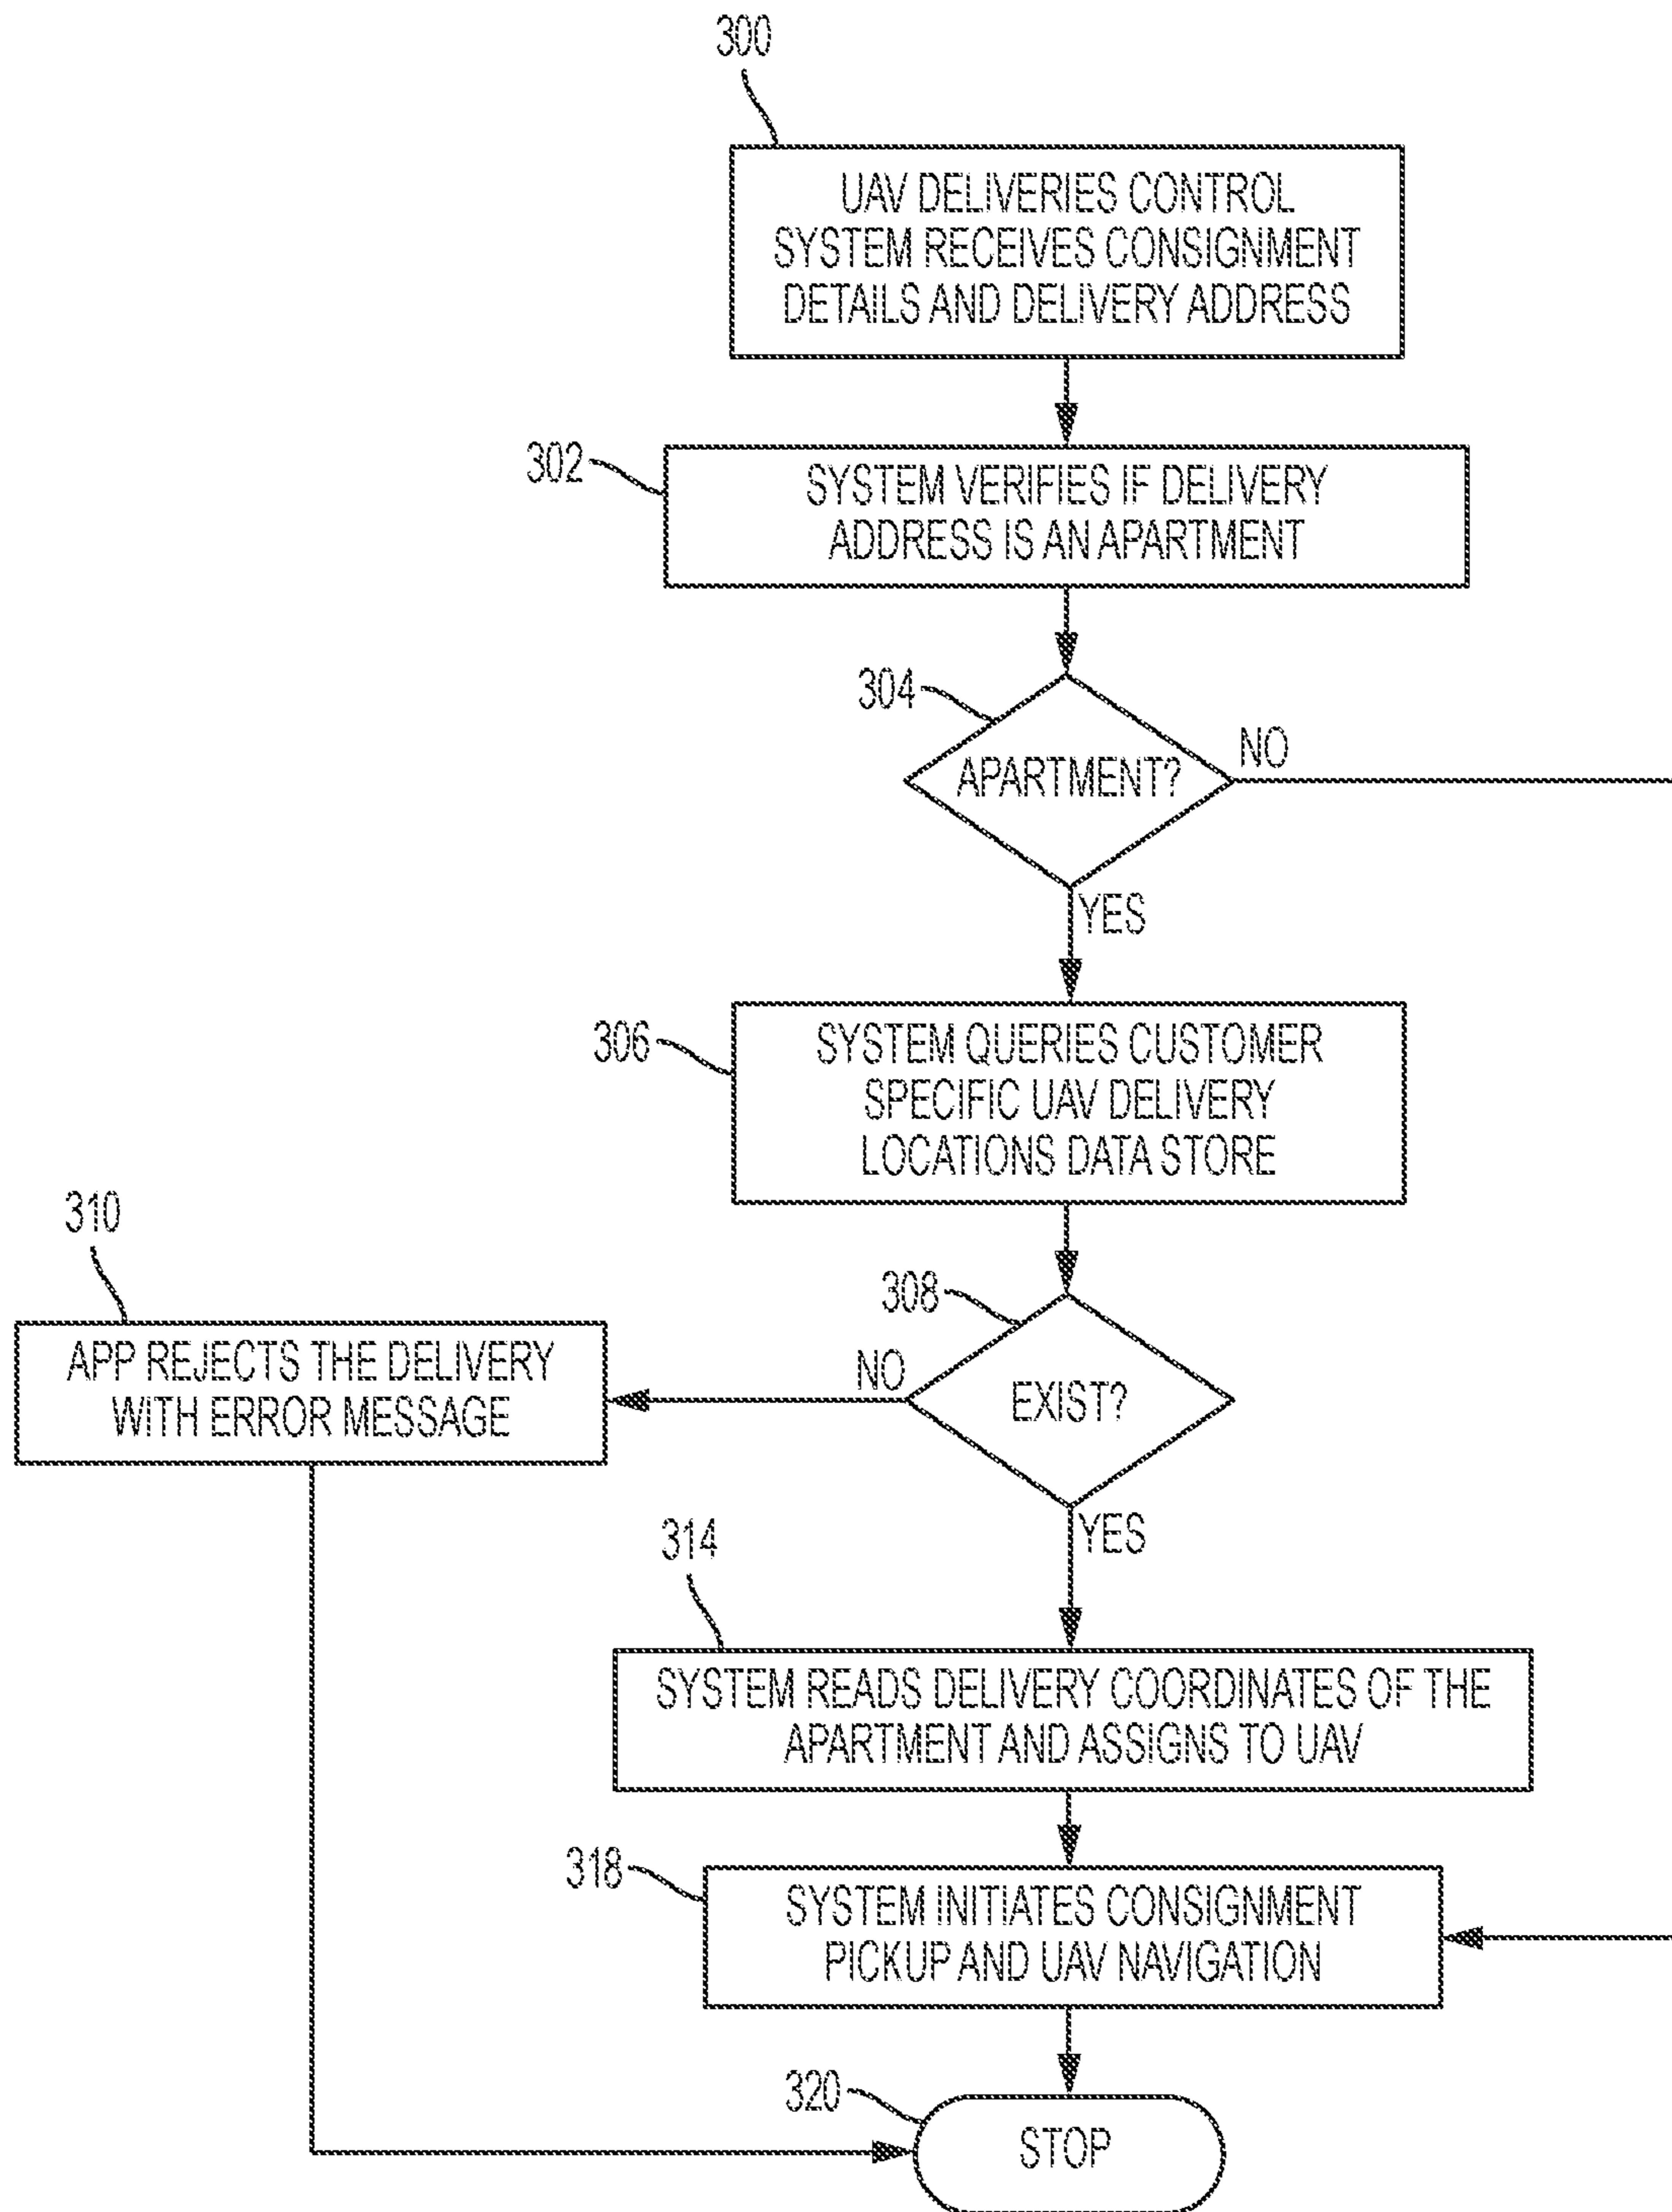 300
UAV DELIVERIES CONTROL
SYSTEM RECEIVES CONSIGNMENT
DETAILS AND DELIVERY ADDRESS
302
SYSTEM VERIFIES IF DELIVERY
ADDRESS IS AN APARTMENT
304
APARTMENT?
NO
YES
306
SYSTEM QUERIES CUSTOMER
SPECIFIC UAV DELIVERY
LOCATIONS DATA STORE
308
EXIST?
NO
310
APP REJECTS THE DELIVERY
WITH ERROR MESSAGE
YES
314
SYSTEM READS DELIVERY COORDINATES OF THE
APARTMENT AND ASSIGNS TO UAV
318
SYSTEM INITIATES CONSIGNMENT
PICKUP AND UAV NAVIGATION
320
STOP